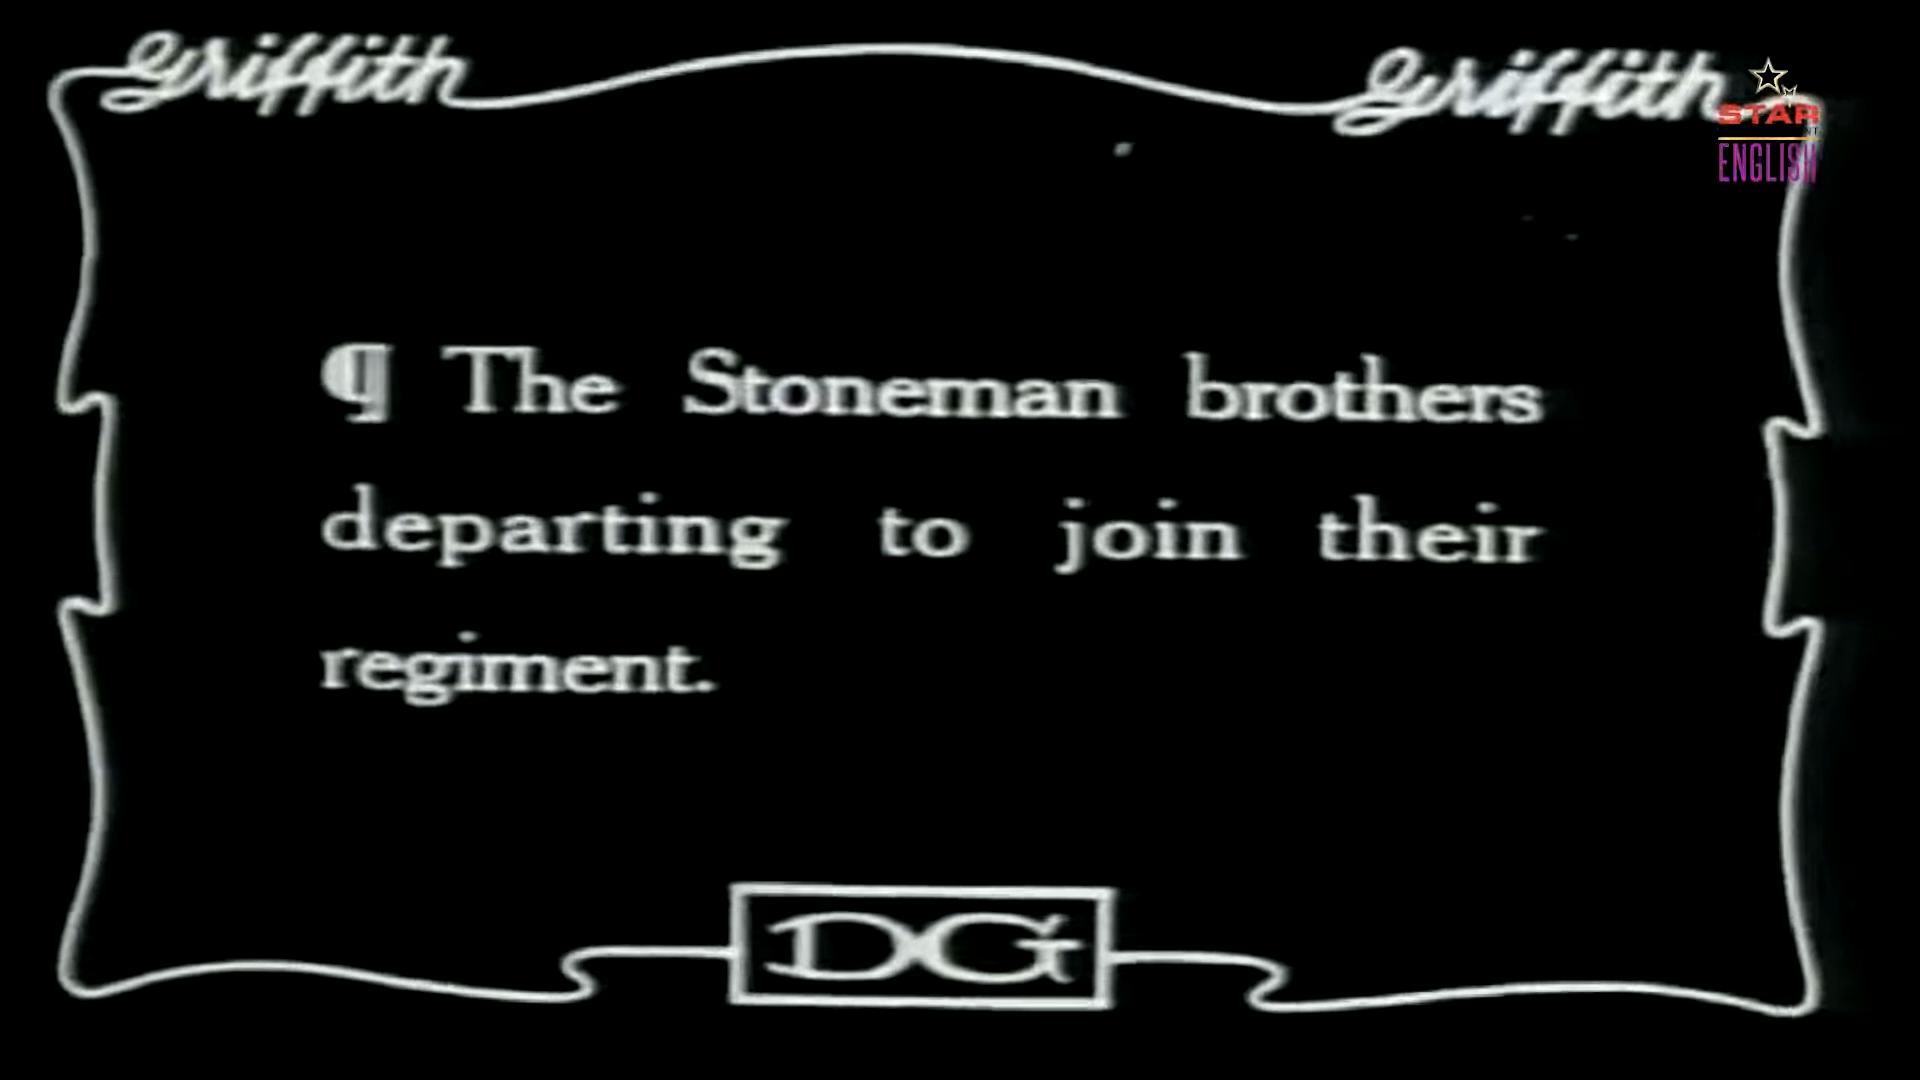 Griffith Griffith
STAR
ENGLISH
¶ The Stoneman brothers
departing to join their
regiment.
DG